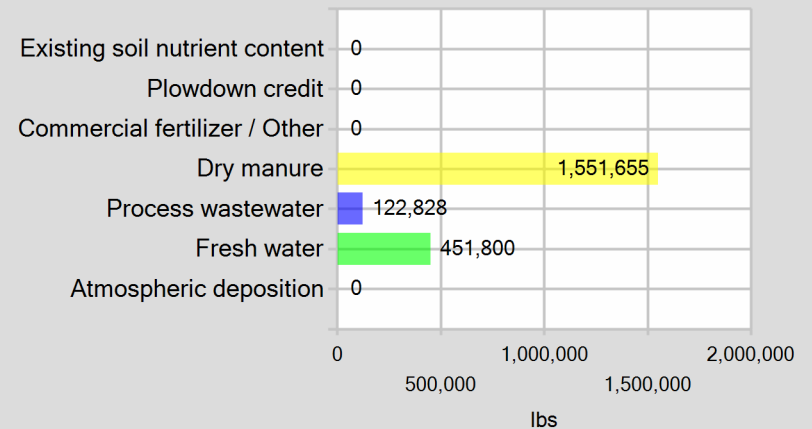 Existing soil nutrient content 0
Plowdown credit 0
Commercial fertilizer / Other 0
Dry manure 1,551,655
Process wastewater 122,828
Fresh water 451,800
Atmospheric deposition 0
0 1,000,000 2,000,000
500,000 1,500,000
lbs